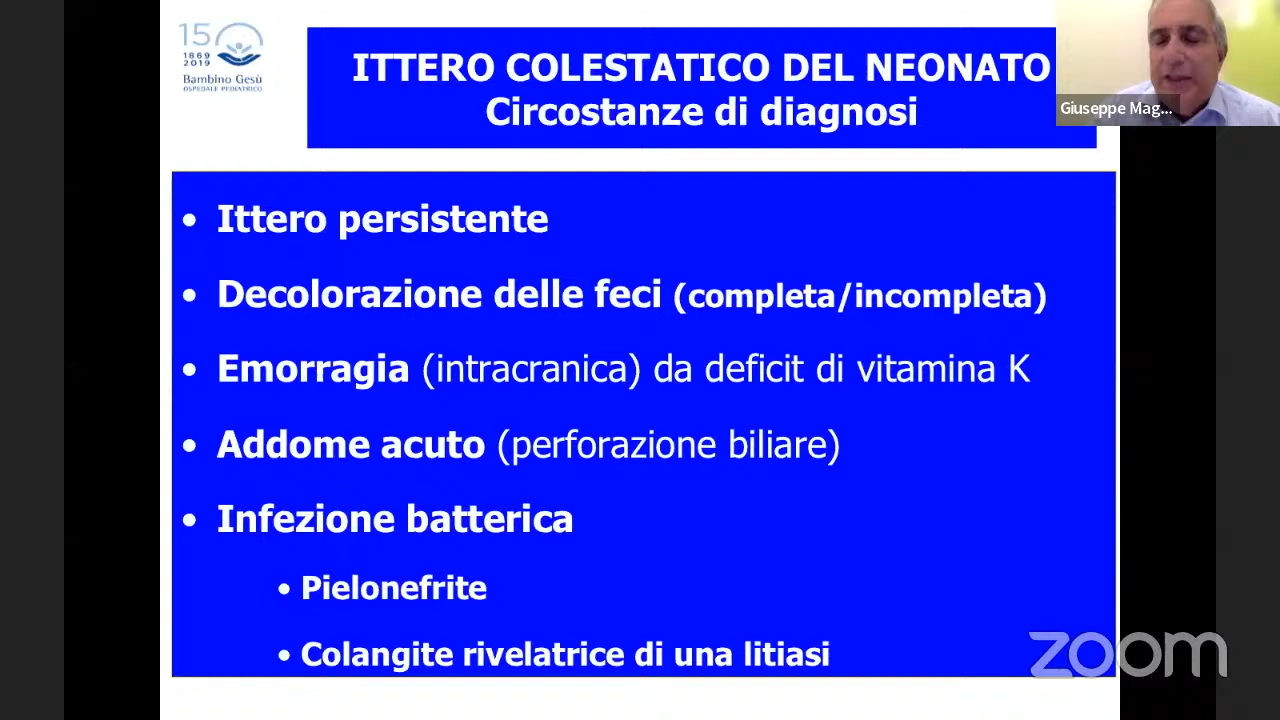 150
1869
2019
Bambino Gesù
OSPEDALE PEDIATRICO
ITTERO COLESTATICO DEL NEONATO
Circostanze di diagnosi
Giuseppe Mag...
• Ittero persistente
• Decolorazione delle feci (completa/incompleta)
• Emorragia (intracranica) da deficit di vitamina K
• Addome acuto (perforazione biliare)
• Infezione batterica
• Pielonefrite
• Colangite rivelatrice di una litiasi
zoom